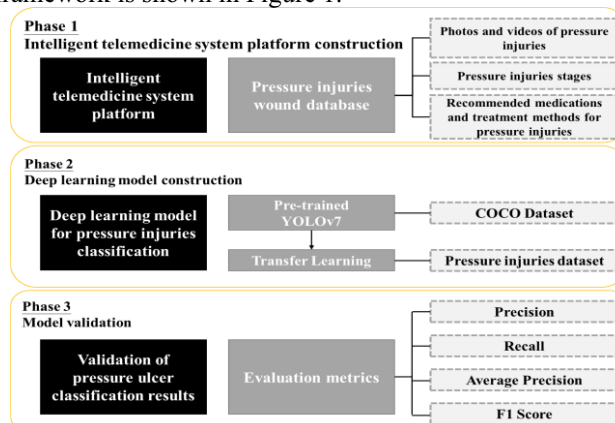 framework is shown in Figure 1.
Phase 1
Intelligent telemedicine system platform construction
Intelligent
telemedicine system
platform
Pressure injuries
wound database
Photos and videos of pressure
injuries
Pressure injuries stages
Recommended medications
and treatment methods for
pressure injuries
Phase 2
Deep learning model construction
Deep learning model
for pressure injuries
classification
Pre-trained
YOLOv7
Transfer Learning
COCO Dataset
Pressure injuries dataset
Phase 3
Model validation
Validation of
pressure ulcer
classification results
Evaluation metrics
Precision
Recall
Average Precision
F1 Score